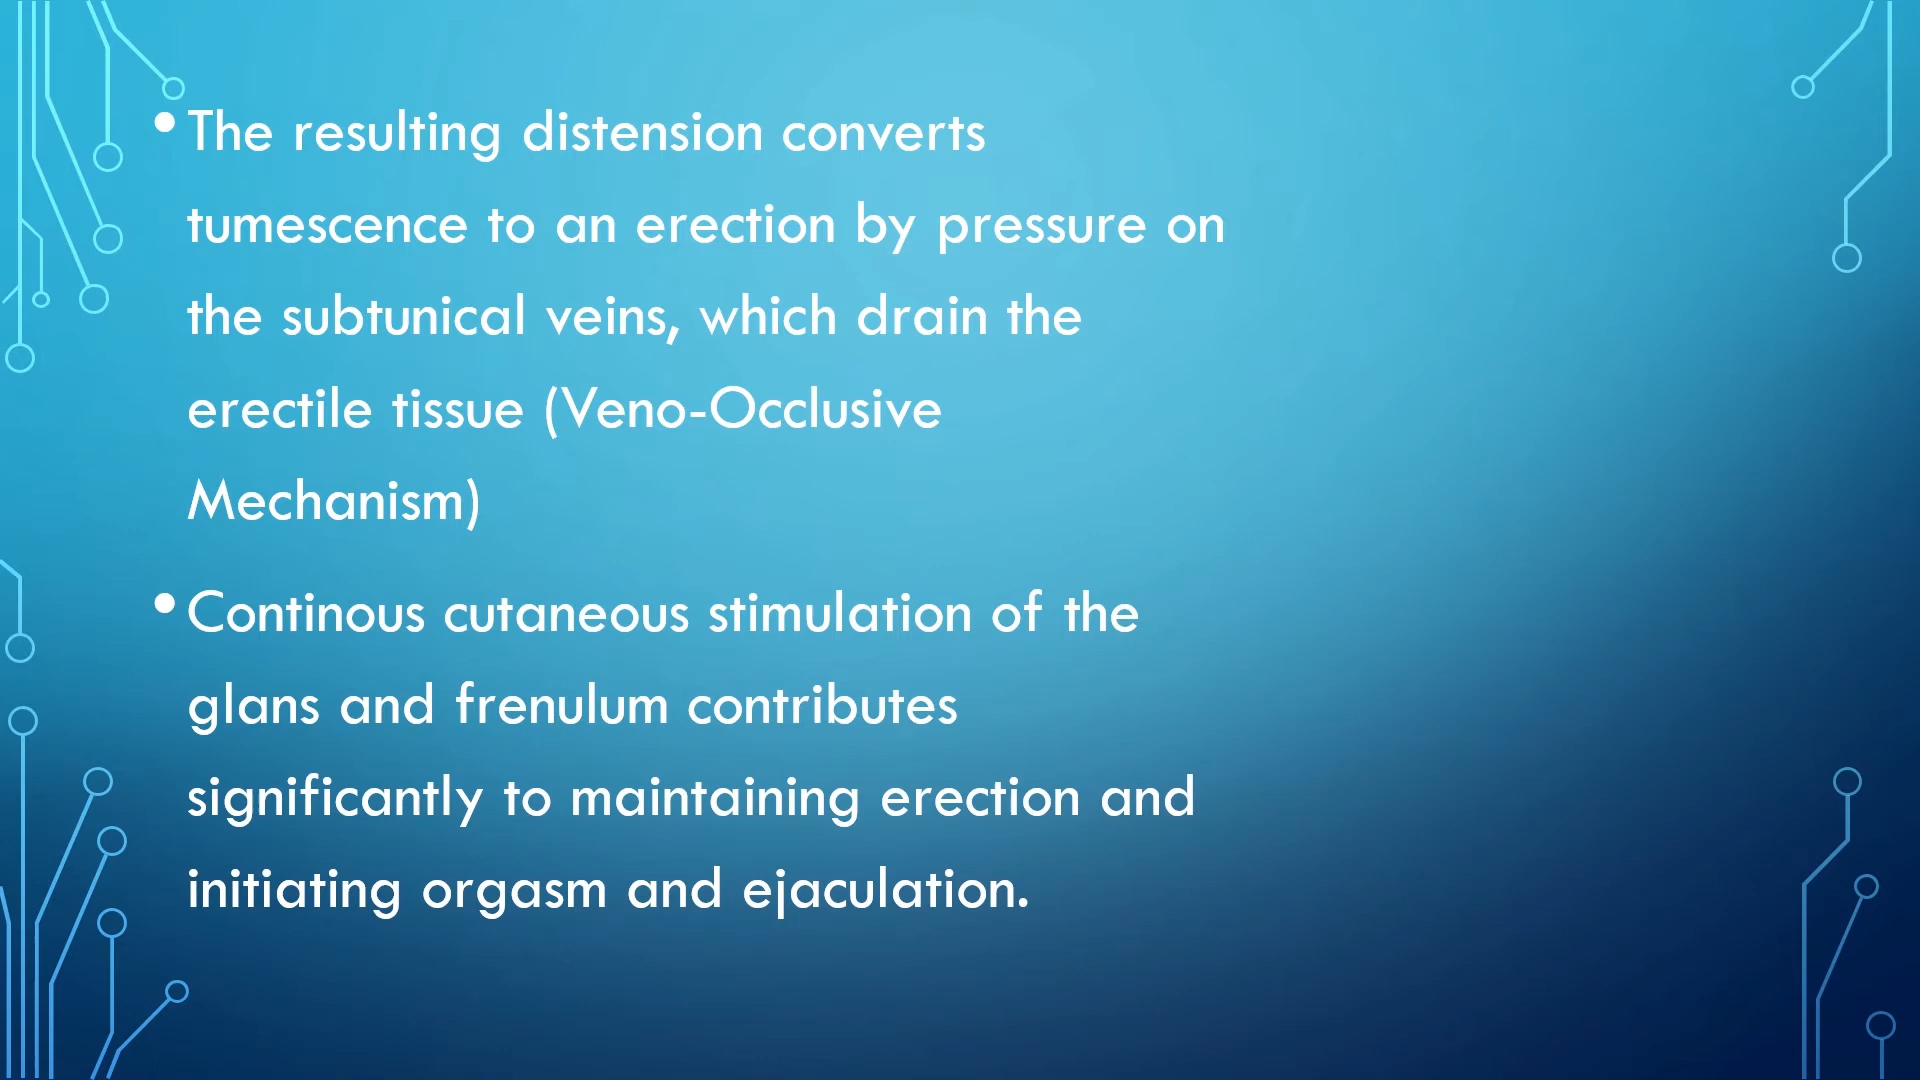 • The resulting distension converts
tumescence to an erection by pressure on
the subtunical veins, which drain the
erectile tissue (Veno-Occlusive
Mechanism)
• Continous cutaneous stimulation of the
glans and frenulum contributes
significantly to maintaining erection and
initiating orgasm and ejaculation.